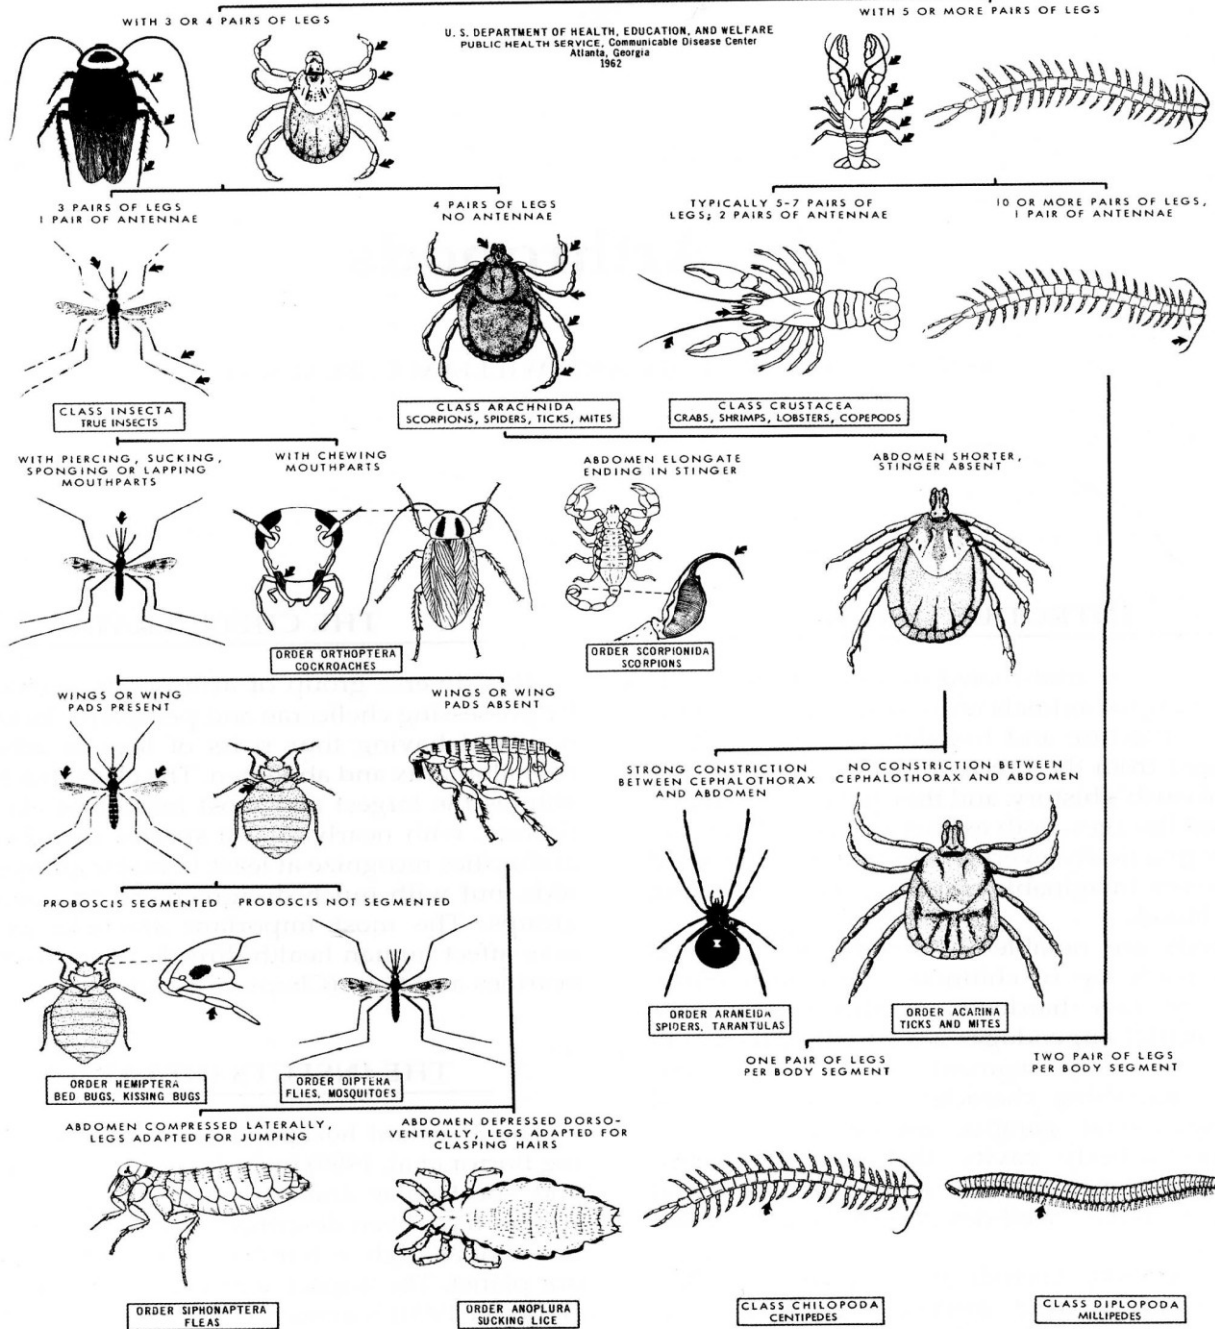 WITH 3 OR 4 PAIRS OF LEGS
WITH 5 OR MORE PAIRS OF LEGS
U. S. DEPARTMENT OF HEALTH, EDUCATION, AND WELFARE
PUBLIC HEALTH SERVICE, Communicable Disease Center
Atlanta, Georgia
1962
3 PAIRS OF LEGS
1 PAIR OF ANTENNAE
4 PAIRS OF LEGS
NO ANTENNAE
TYPICALLY 5-7 PAIRS OF
LEGS; 2 PAIRS OF ANTENNAE
10 OR MORE PAIRS OF LEGS,
1 PAIR OF ANTENNAE
CLASS INSECTA
TRUE INSECTS
CLASS ARACHNIDA
SCORPIONS, SPIDERS, TICKS, MITES
CLASS CRUSTACEA
CRABS, SHRIMPS, LOBSTERS, COPEPODS
WITH PIERCING, SUCKING,
SPONGING OR LAPPING
MOUTHPARTS
WITH CHEWING
MOUTHPARTS
ABDOMEN ELONGATE
ENDING IN STINGER
ABDOMEN SHORTER,
STINGER ABSENT
ORDER ORTHOPTERA
COCKROACHES
ORDER SCORPIONIDA
SCORPIONS
WINGS OR WING
PADS PRESENT
WINGS OR WING
PADS ABSENT
STRONG CONSTRICTION
BETWEEN CEPHALOTHORAX
AND ABDOMEN
NO CONSTRICTION BETWEEN
CEPHALOTHORAX AND ABDOMEN
PROBOSCIS SEGMENTED
PROBOSCIS NOT SEGMENTED
ORDER ARANEIDA
SPIDERS, TARANTULAS
ORDER ACARINA
TICKS AND MITES
ONE PAIR OF LEGS
PER BODY SEGMENT
TWO PAIR OF LEGS
PER BODY SEGMENT
ORDER HEMIPTERA
BED BUGS, KISSING BUGS
ORDER DIPTERA
FLIES, MOSQUITOES
ABDOMEN COMPRESSED LATERALLY,
LEGS ADAPTED FOR JUMPING
ABDOMEN DEPRESSED DORSO-
VENTRALLY, LEGS ADAPTED FOR
CLASPING HAIRS
ORDER SIPHONAPTERA
FLEAS
ORDER ANOPLURA
SUCKING LICE
CLASS CHILOPODA
CENTIPEDES
CLASS DIPLOPODA
MILLIPEDES